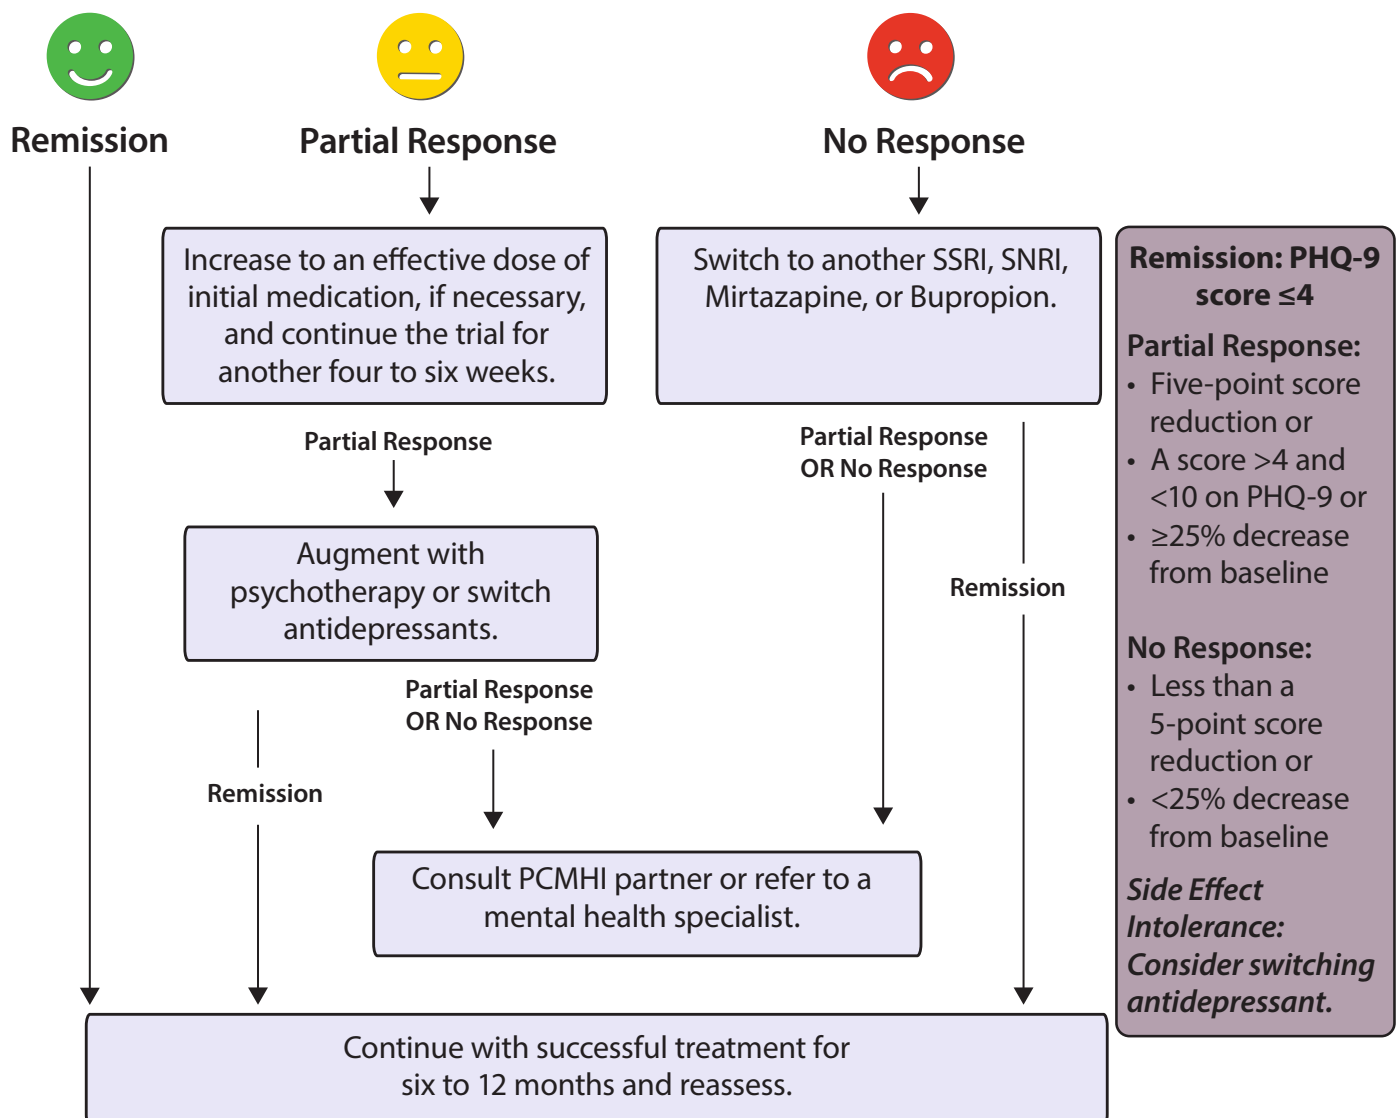 Remission
Partial Response
No Response
Increase to an effective dose of
initial medication, if necessary,
and continue the trial for
another four to six weeks.
Switch to another SSRI, SNRI,
Mirtazapine, or Bupropion.
Partial Response
Partial Response
OR No Response
Augment with
psychotherapy or switch
antidepressants.
Remission
Partial Response
OR No Response
Remission
Consult PCMHI partner or refer to a
mental health specialist.
Continue with successful treatment for
six to 12 months and reassess.
Remission: PHQ-9
score ≤4
Partial Response:
• Five-point score
reduction or
• A score >4 and
<10 on PHQ-9 or
• ≥25% decrease
from baseline
No Response:
• Less than a
5-point score
reduction or
• <25% decrease
from baseline
Side Effect
Intolerance:
Consider switching
antidepressant.